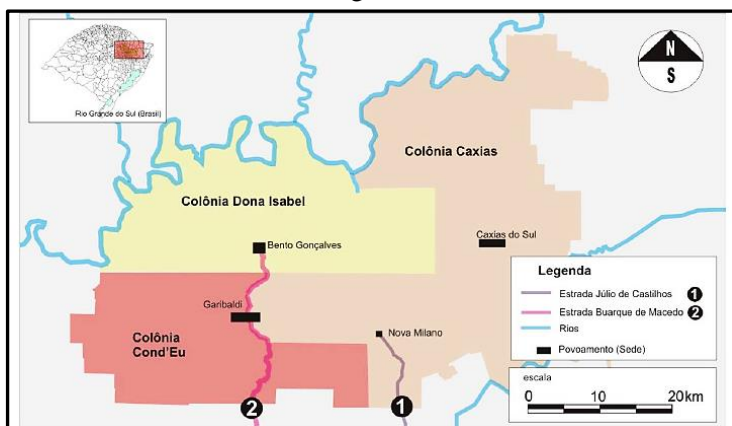 Rio Grande do Sul (Brasil)
N
S
Colônia Caxias
Colônia Dona Isabel
Bento Gonçalves
Caxias do Sul
Garibaldi
Nova Milano
Colônia
Cond'Eu
Legenda
Estrada Júlio de Castilhos 1
Estrada Buarque de Macedo 2
Rios
Povoamento (Sede)
escala
0 10 20km
2
1